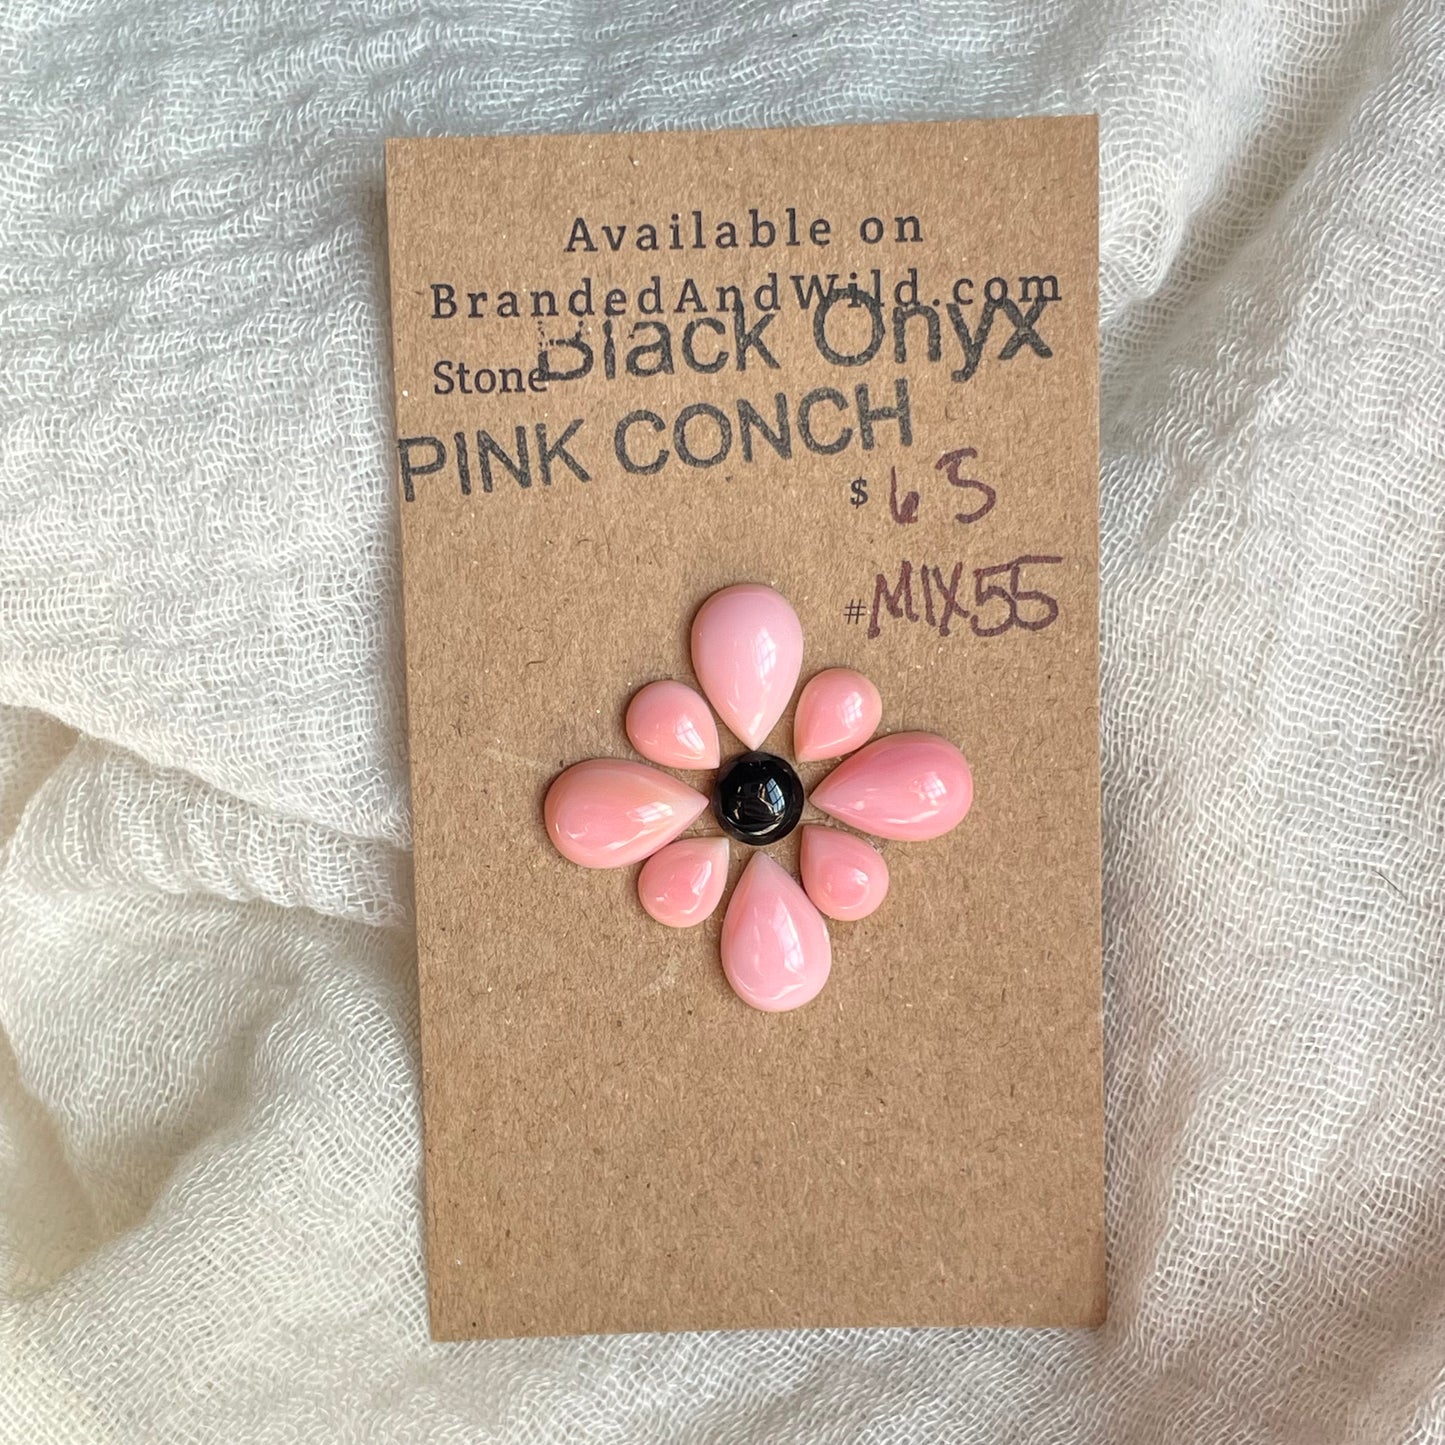 Available on
BrandedAndWild.com
Stone Black Onyx
PINK CONCH
$ 63
#MIX55